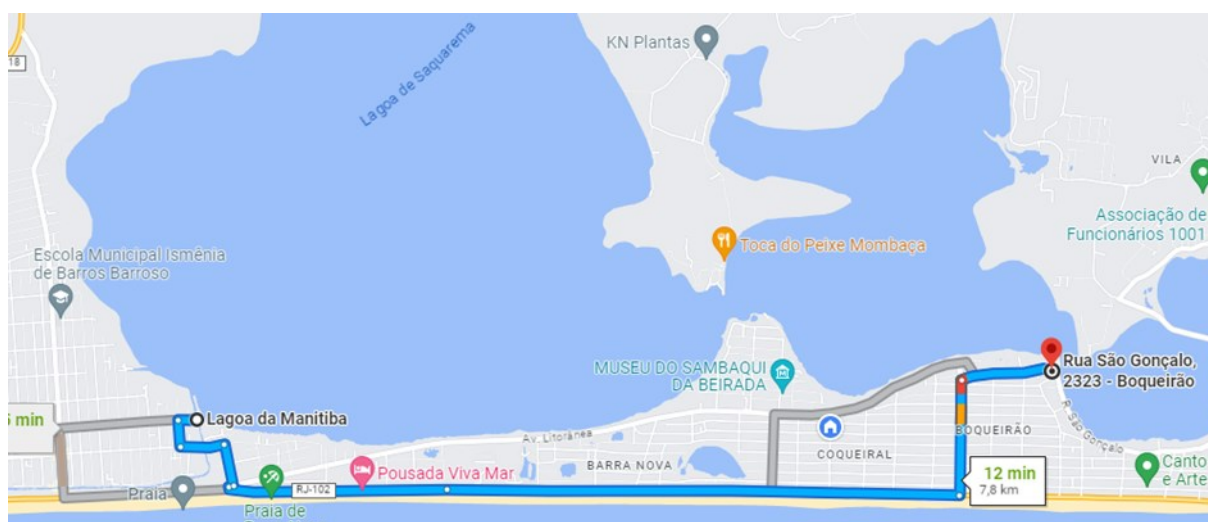 18
KN Plantas
Lagoa de Saquarema
VILA
Associação de
Funcionários 1001
Toca do Peixe Mombaça
Escola Municipal Ismênia
de Barros Barroso
MUSEU DO SAMBAQUI
DA BEIRADA
Rua São Gonçalo,
2323 - Boqueirão
min
Lagoa da Manitiba
R. São Gonçalo
Av. Litorânea
BOQUEIRÃO
COQUEIRAL
BARRA NOVA
Pousada Viva Mar
12 min
7,8 km
Canto
e Arte
RJ-102
Praia
Praia de